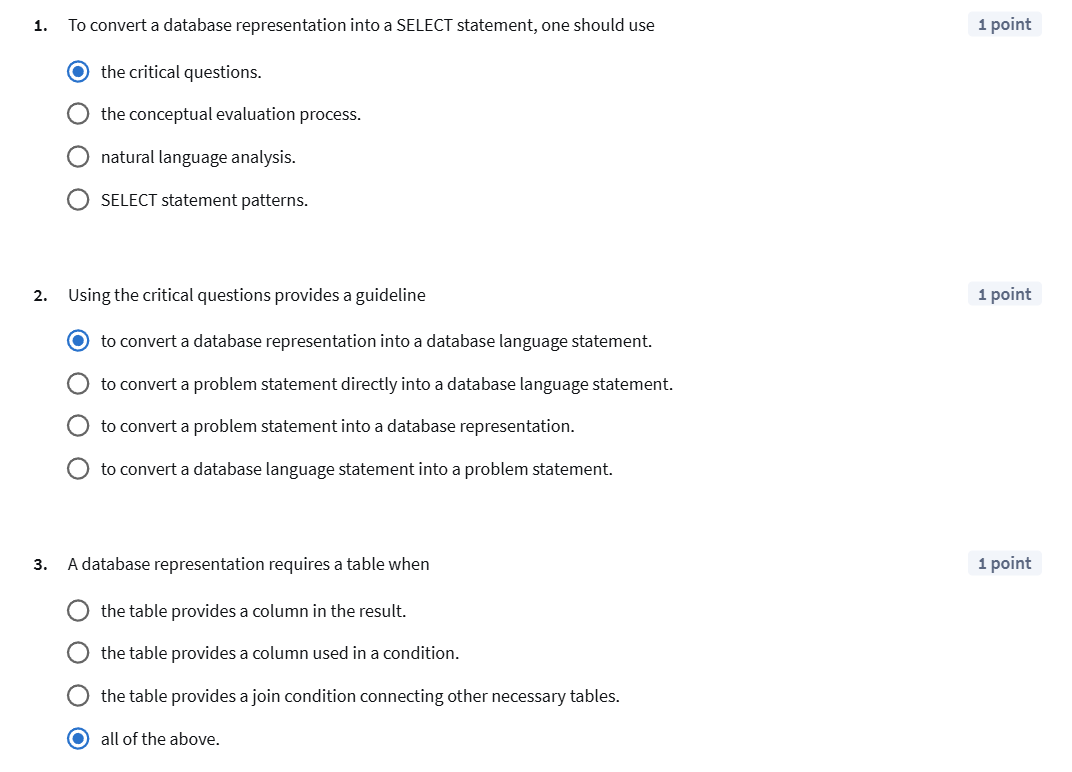 1. To convert a database representation into a SELECT statement, one should use 1 point
the critical questions.
the conceptual evaluation process.
natural language analysis.
SELECT statement patterns.
2. Using the critical questions provides a guideline 1 point
to convert a database representation into a database language statement.
to convert a problem statement directly into a database language statement.
to convert a problem statement into a database representation.
to convert a database language statement into a problem statement.
3. A database representation requires a table when 1 point
the table provides a column in the result.
the table provides a column used in a condition.
the table provides a join condition connecting other necessary tables.
all of the above.